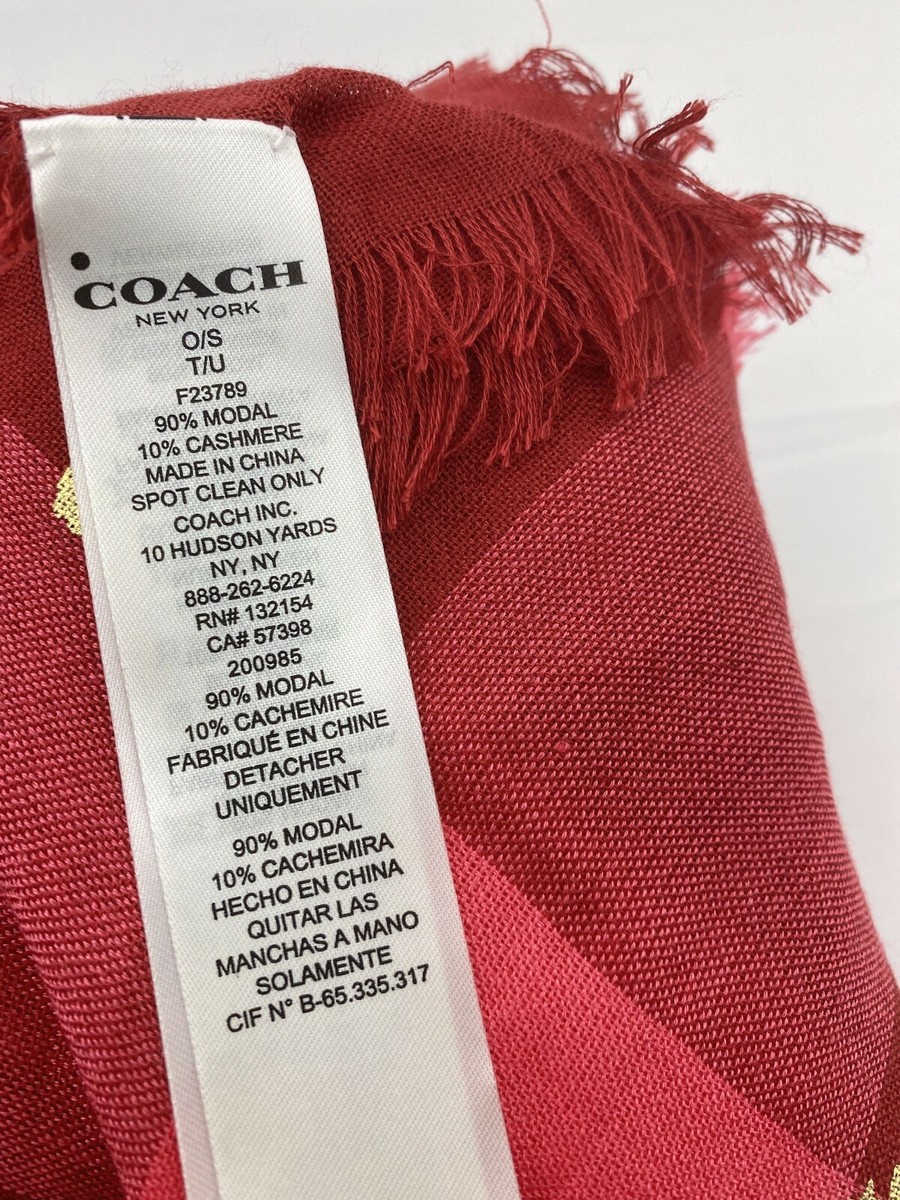 COACH
NEW YORK
O/S
T/U
F23789
90% MODAL
10% CASHMERE
MADE IN CHINA
SPOT CLEAN ONLY
COACH INC.
10 HUDSON YARDS
NY, NY
888-262-6224
RN# 132154
CA# 57398
200985
90% MODAL
10% CACHEMIRE
FABRIQUÉ EN CHINE
DETACHER
UNIQUEMENT
90% MODAL
10% CACHEMIRA
HECHO EN CHINA
QUITAR LAS
MANCHAS A MANO
SOLAMENTE
CIF N° B-65.335.317